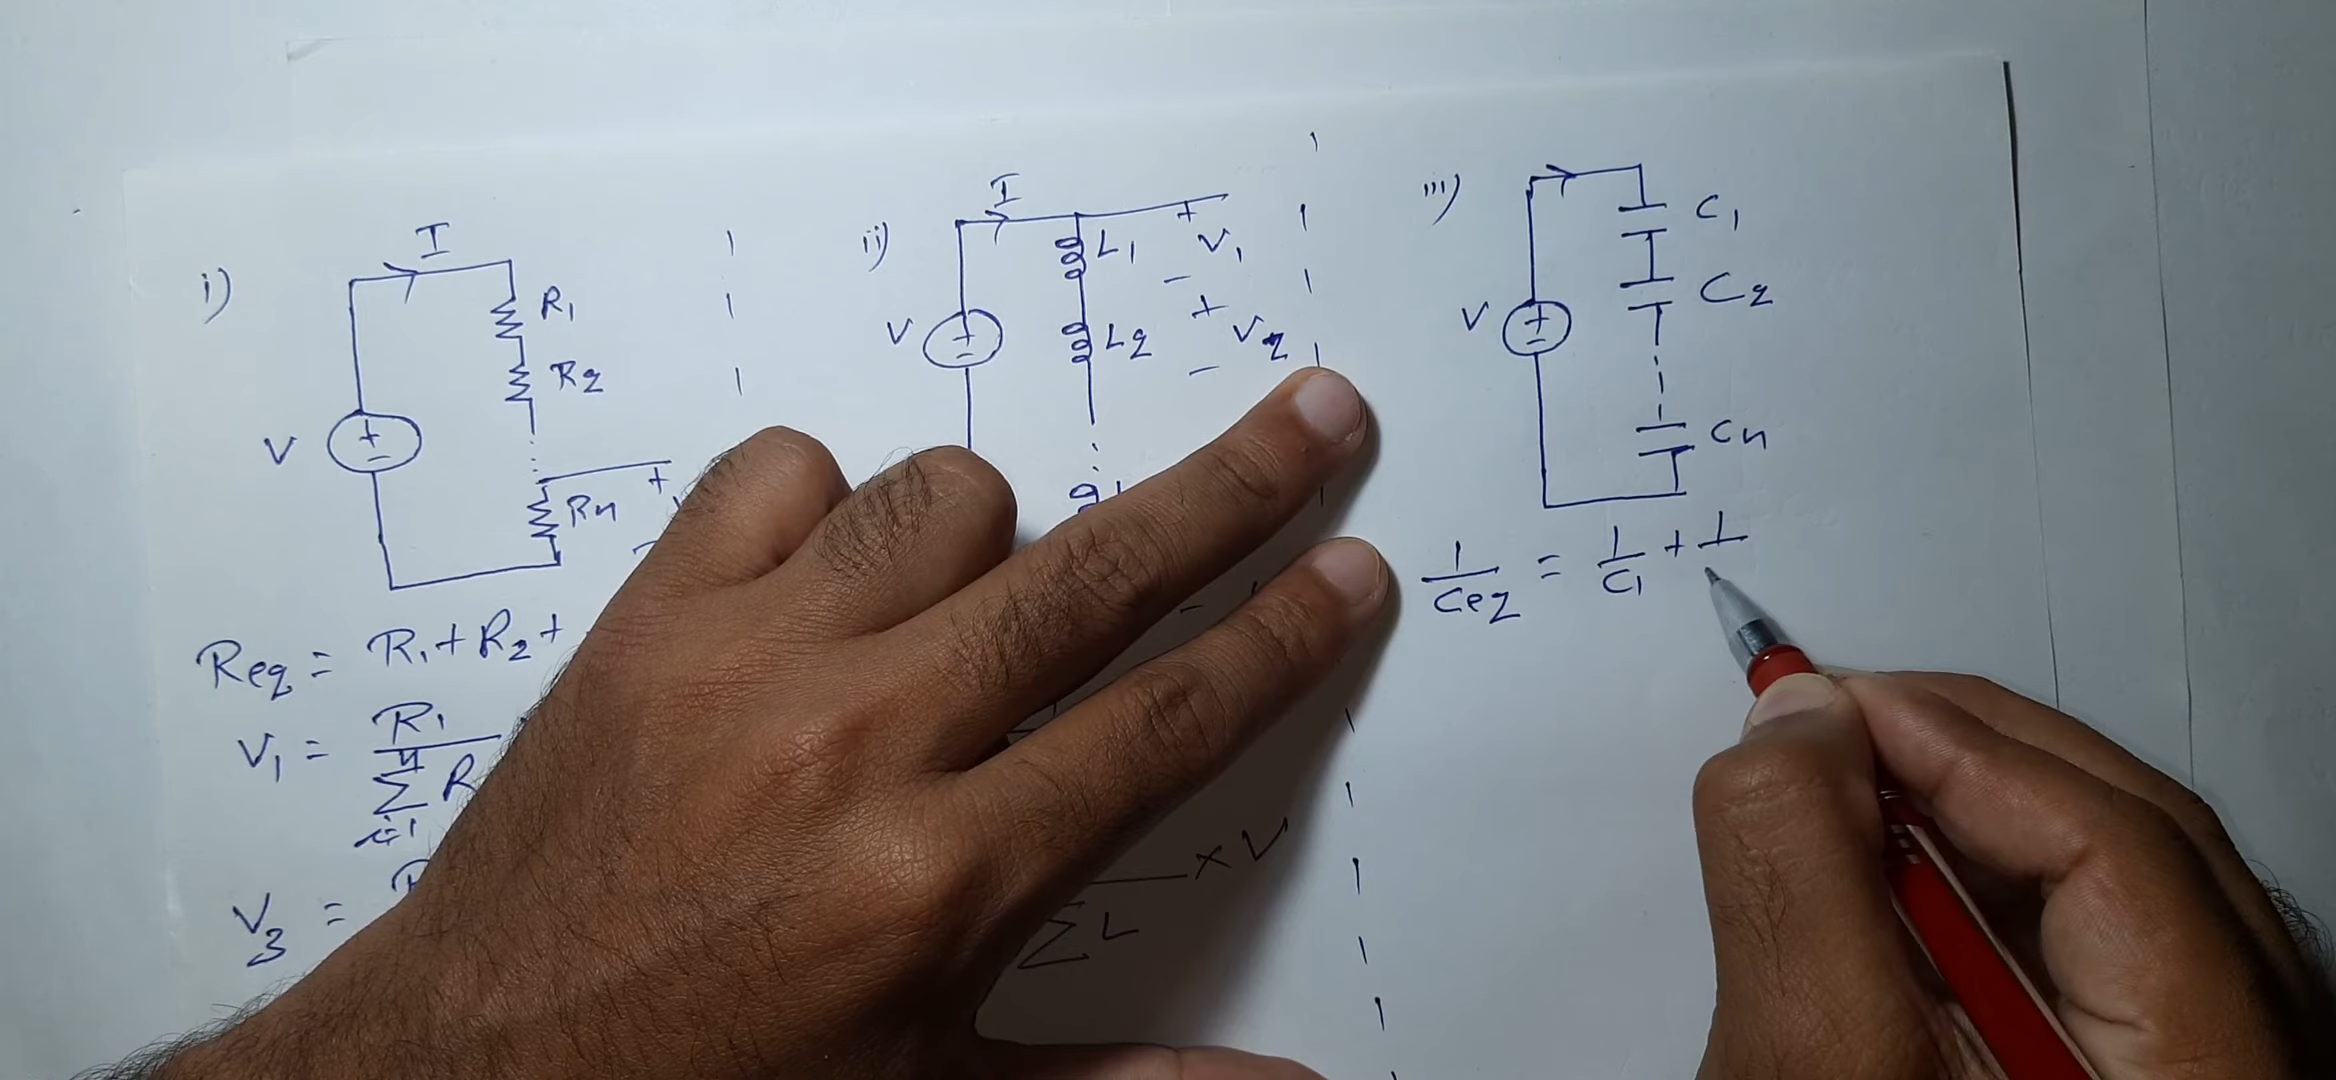 i)
I
R1
R2
V
+
-
Rn
+
Req = R1 + R2 +
V1 = R1
n
∑ R
i=1
V3 =
ii)
I
L1
+
V1
-
V
+
-
L2
+
V2
-
× V
∑ L
iii)
C1
C2
V
+
-
Cn
1/Ceq = 1/C1 + 1